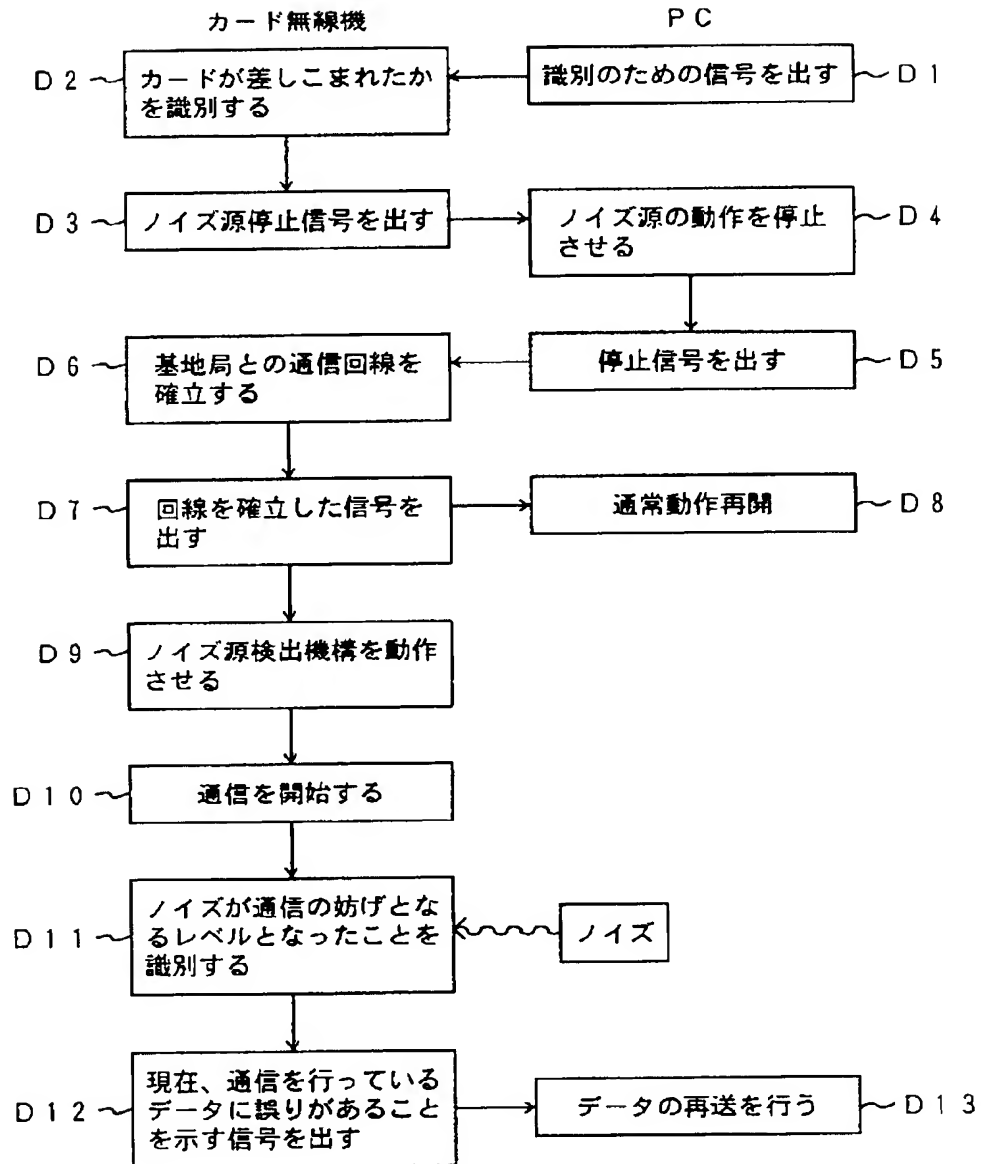 カード無線機
PC
D2
カードが差しこまれたか
を識別する
識別のための信号を出す
D1
D3
ノイズ源停止信号を出す
ノイズ源の動作を停止
させる
D4
D6
基地局との通信回線を
確立する
停止信号を出す
D5
D7
回線を確立した信号を
出す
通常動作再開
D8
D9
ノイズ源検出機構を動作
させる
D10
通信を開始する
D11
ノイズが通信の妨げとな
るレベルとなったことを
識別する
ノイズ
D12
現在、通信を行っている
データに誤りがあること
を示す信号を出す
データの再送を行う
D13